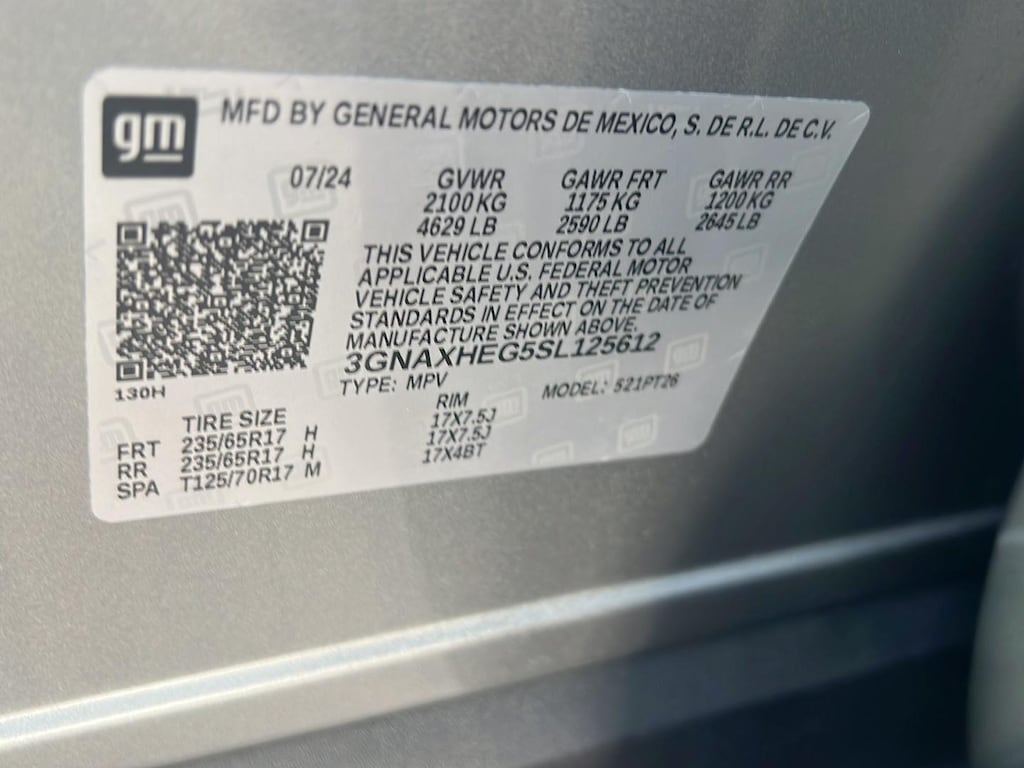 gm
MFD BY GENERAL MOTORS DE MEXICO, S. DE R.L. DE C.V.
07/24 GVWR GAWR FRT GAWR RR
2100 KG 1175 KG 1200 KG
4629 LB 2590 LB 2645 LB
THIS VEHICLE CONFORMS TO ALL
APPLICABLE U.S. FEDERAL MOTOR
VEHICLE SAFETY AND THEFT PREVENTION
STANDARDS IN EFFECT ON THE DATE OF
MANUFACTURE SHOWN ABOVE.
3GNAXHEG5SL125612
130H TYPE: MPV MODEL: 521PT26
TIRE SIZE RIM
FRT 235/65R17 H 17X7.5J
RR 235/65R17 H 17X7.5J
SPA T125/70R17 M 17X4BT